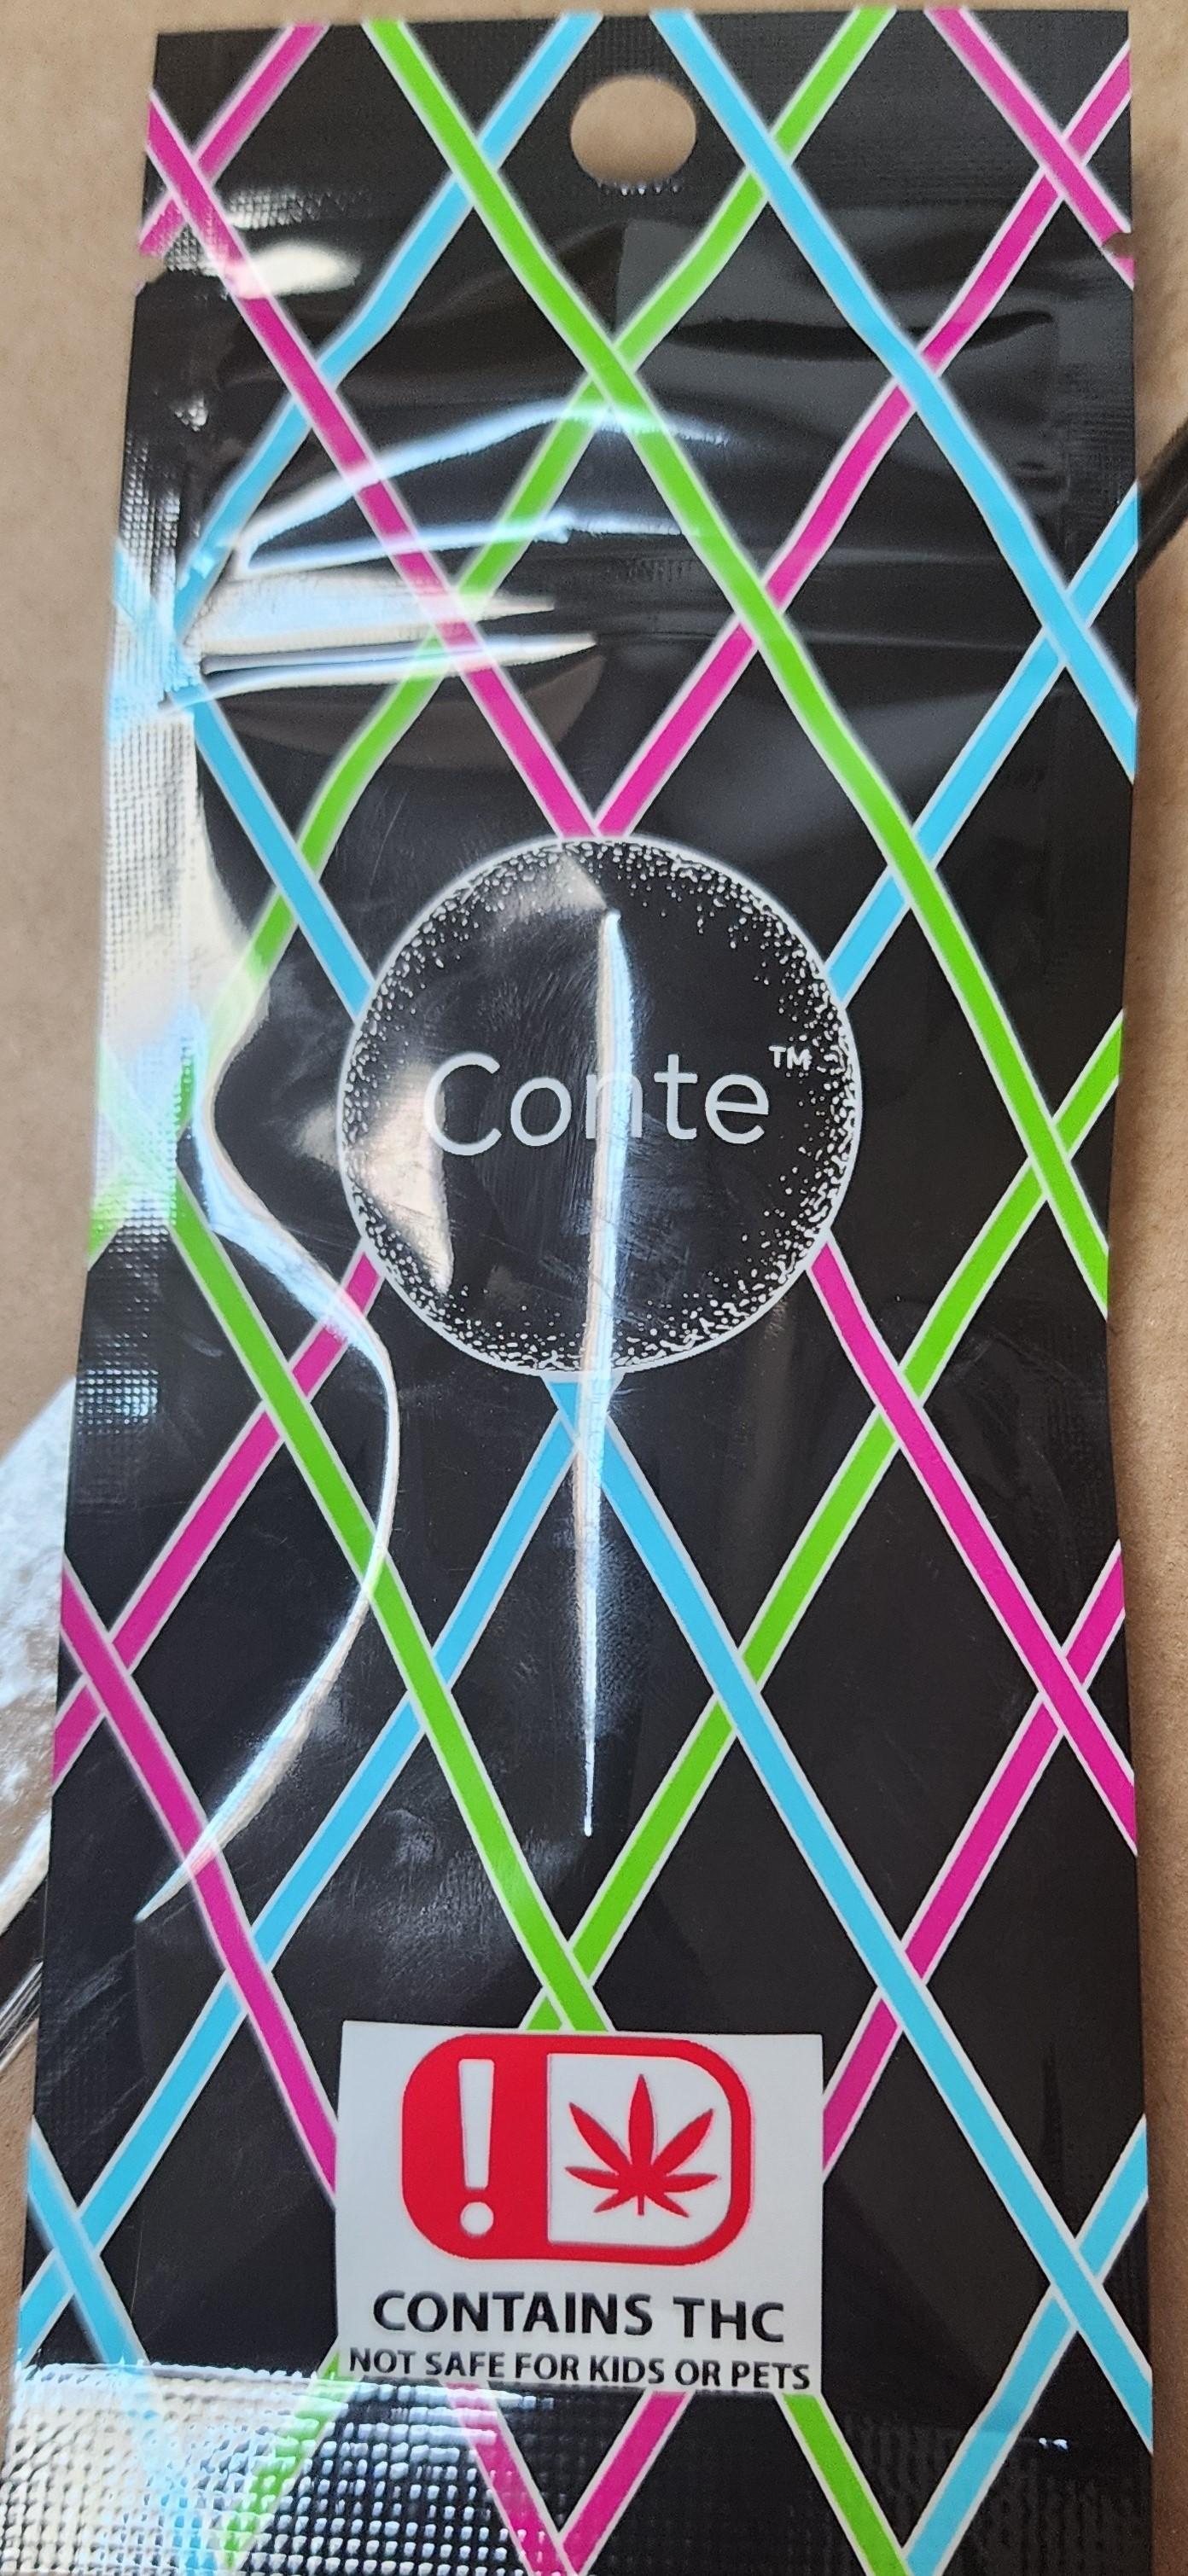 Conte™
!
CONTAINS THC
NOT SAFE FOR KIDS OR PETS